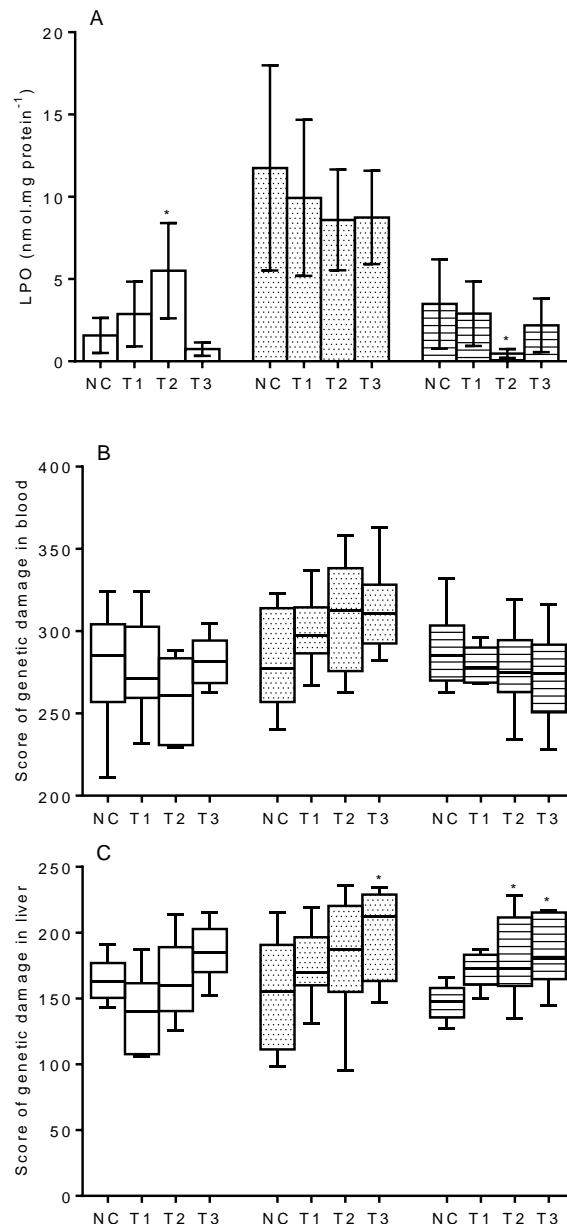 A
20
15
10
5
0
LPO (nmol.mg protein-1)
*
*
NC T1 T2 T3 NC T1 T2 T3 NC T1 T2 T3
B
400
350
300
250
200
Score of genetic damage in blood
NC T1 T2 T3 NC T1 T2 T3 NC T1 T2 T3
C
250
200
150
100
50
0
Score of genetic damage in liver
*
* *
NC T1 T2 T3 NC T1 T2 T3 NC T1 T2 T3